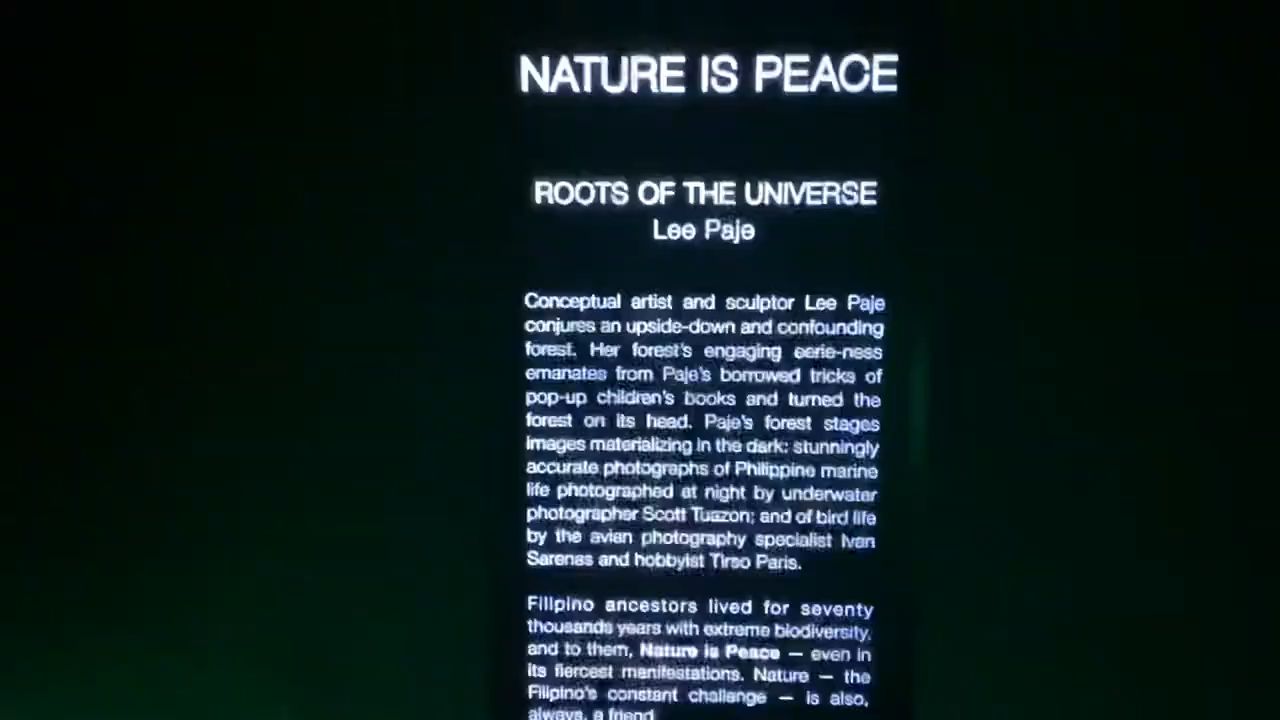 NATURE IS PEACE
ROOTS OF THE UNIVERSE
Lee Paje
Conceptual artist and sculptor Lee Paje
conjures an upside-down and confounding
forest. Her forest's engaging eerie-ness
emanates from Paje's borrowed tricks of
pop-up children's books and turned the
forest on its head. Paje's forest stages
images materializing in the dark: stunningly
accurate photographs of Philippine marine
life photographed at night by underwater
photographer Scott Tuazon; and of bird life
by the avian photography specialist Ivan
Sarenas and hobbyist Tirso Paris.
Filipino ancestors lived for seventy
thousands years with extreme biodiversity,
and to them, Nature is Peace — even in
its fiercest manifestations. Nature — the
Filipino's constant challenge — is also,
always, a friend